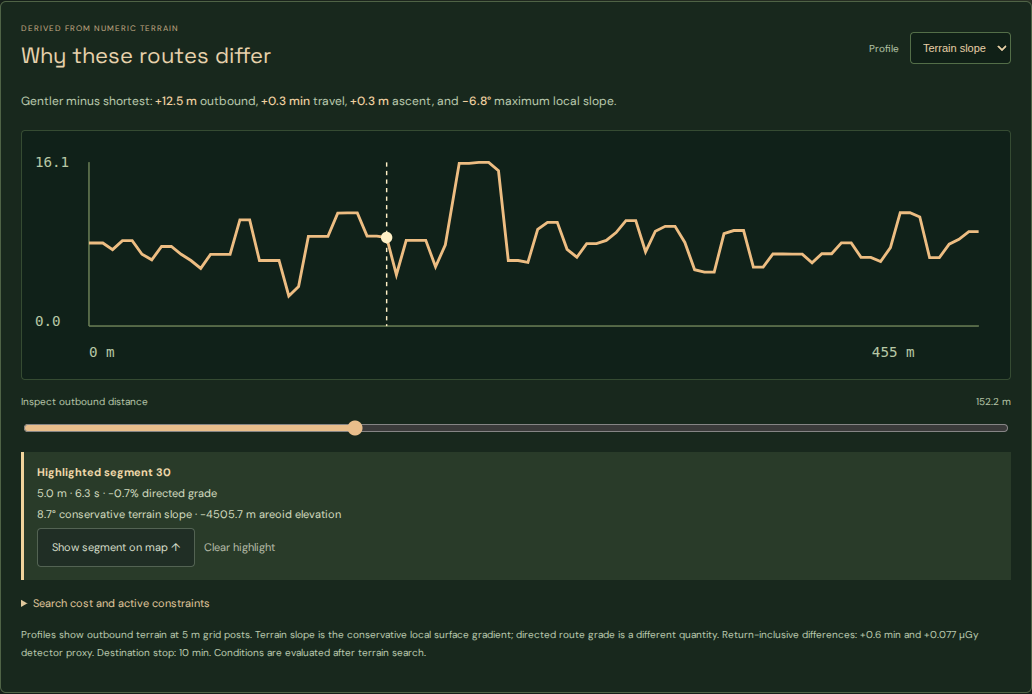 DERIVED FROM NUMERIC TERRAIN
Why these routes differ
Profile
Terrain slope
Gentler minus shortest: +12.5 m outbound, +0.3 min travel, +0.3 m ascent, and −6.8° maximum local slope.
16.1
0.0
0 m
455 m
Inspect outbound distance
152.2 m
Highlighted segment 30
5.0 m · 6.3 s · −0.7% directed grade
8.7° conservative terrain slope · −4505.7 m areoid elevation
Show segment on map ↑
Clear highlight
▶ Search cost and active constraints
Profiles show outbound terrain at 5 m grid posts. Terrain slope is the conservative local surface gradient; directed route grade is a different quantity. Return-inclusive differences: +0.6 min and +0.077 μGy
detector proxy. Destination stop: 10 min. Conditions are evaluated after terrain search.